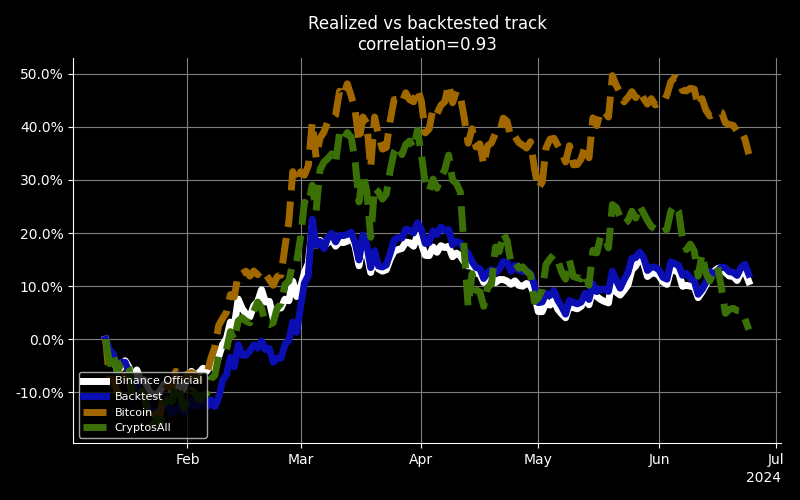 Realized vs backtested track
correlation=0.93
50.0%
40.0%
30.0%
20.0%
10.0%
0.0%
-10.0%
Binance Official
Backtest
Bitcoin
CryptosAll
Feb
Mar
Apr
May
Jun
Jul
2024